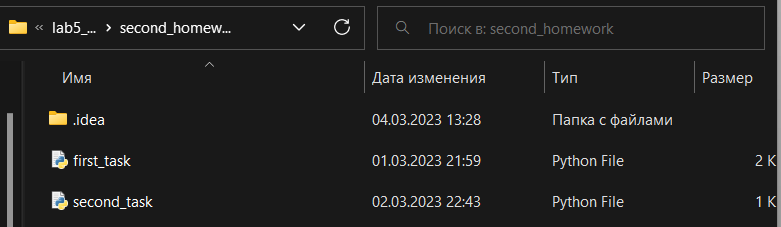 « lab5_... > second_homew...
Поиск в: second_homework
Имя Дата изменения Тип Размер
.idea 04.03.2023 13:28 Папка с файлами
first_task 01.03.2023 21:59 Python File 2 К
second_task 02.03.2023 22:43 Python File 1 К